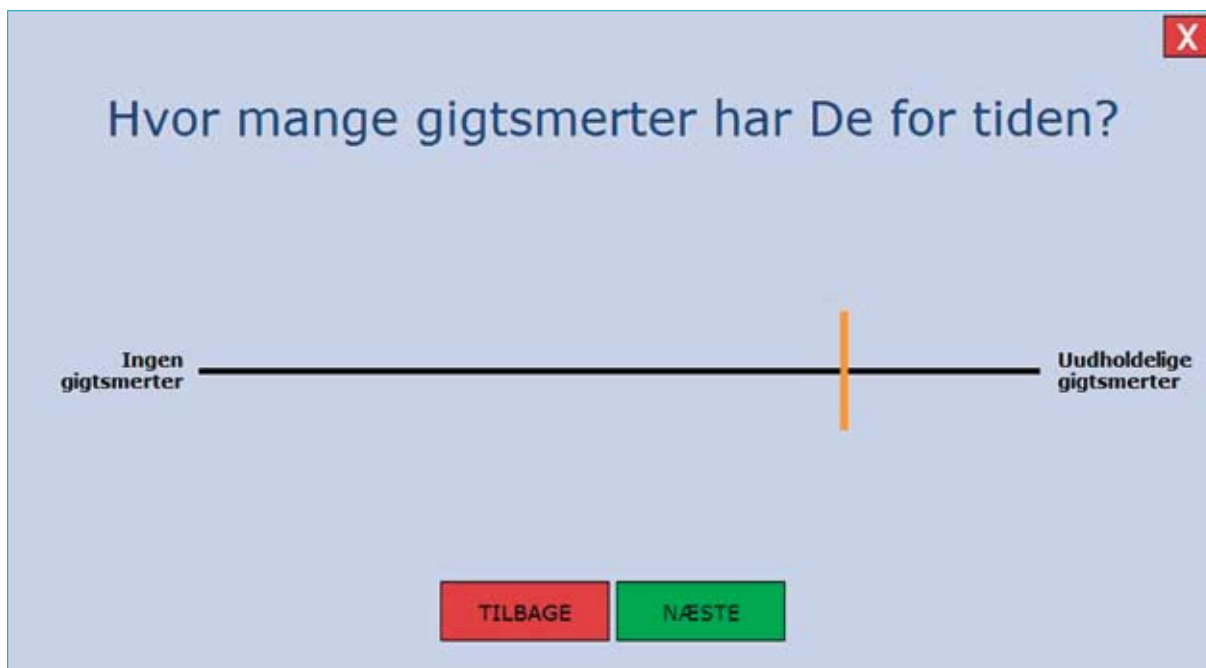 X
Hvor mange gigtsmerter har De for tiden?
Ingen
gigtsmerter
Uudholdelige
gigtsmerter
TILBAGE
NÆSTE